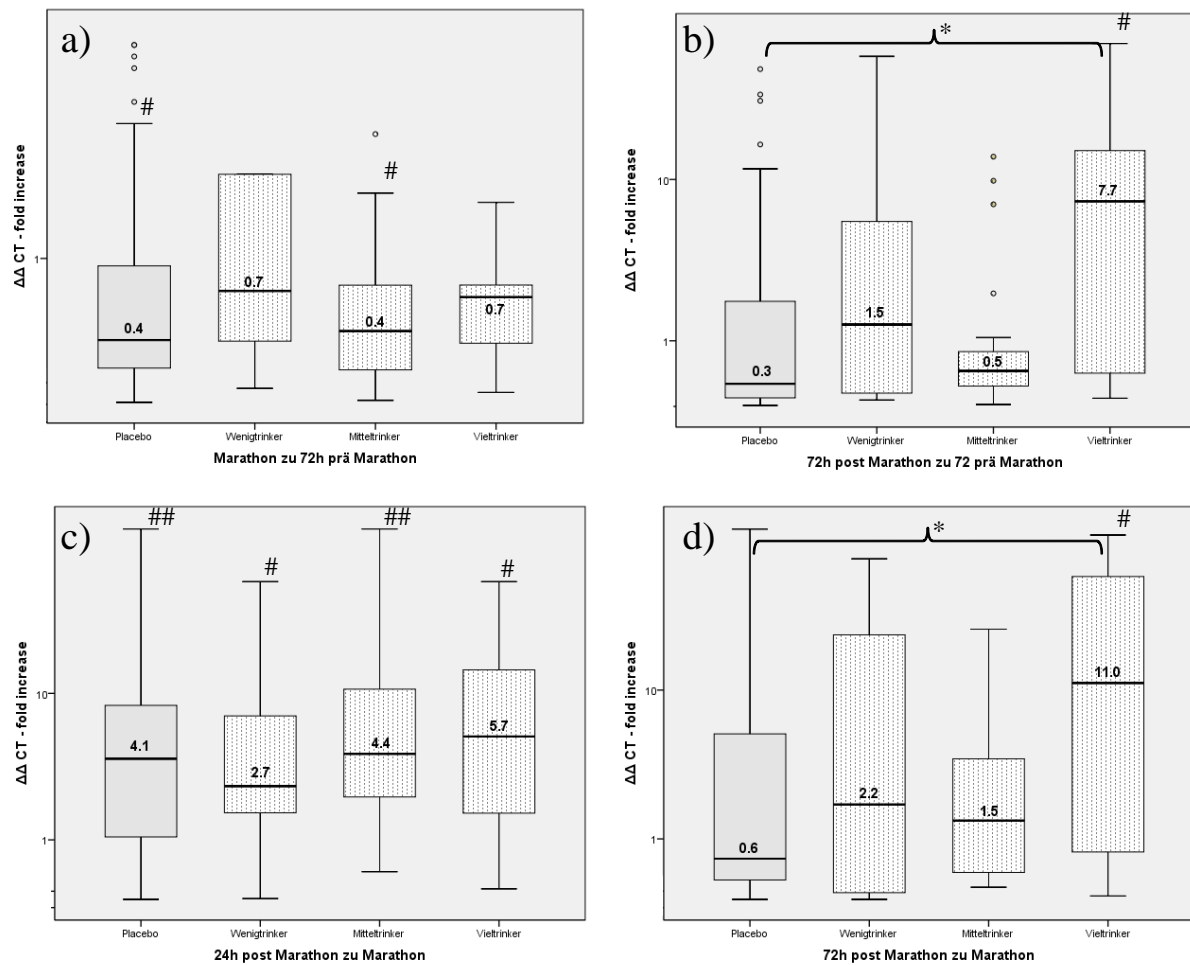 a)
#
#
1
0.4
0.7
0.4
0.7
ΔΔ CT - fold increase
Placebo Wenigtrinker Mitteltrinker Vieltrinker
Marathon zu 72h prä Marathon
b)
*
#
10
1
0.3
1.5
0.5
7.7
ΔΔ CT - fold increase
Placebo Wenigtrinker Mitteltrinker Vieltrinker
72h post Marathon zu 72 prä Marathon
c)
##
#
##
#
10
1
4.1
2.7
4.4
5.7
ΔΔ CT - fold increase
Placebo Wenigtrinker Mitteltrinker Vieltrinker
24h post Marathon zu Marathon
d)
*
#
10
1
0.6
2.2
1.5
11.0
ΔΔ CT - fold increase
Placebo Wenigtrinker Mitteltrinker Vieltrinker
72h post Marathon zu Marathon